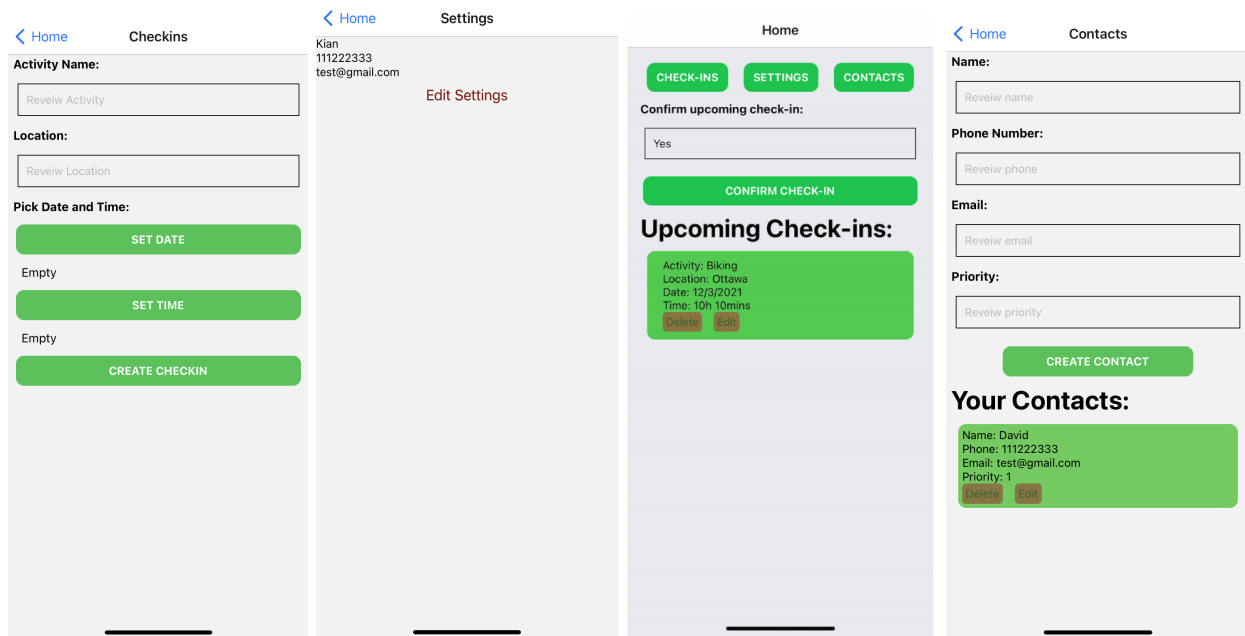 Home
Checkins
Activity Name:
Reveiw Activity
Location:
Reveiw Location
Pick Date and Time:
SET DATE
Empty
SET TIME
Empty
CREATE CHECKIN
Home
Settings
Kian
111222333
test@gmail.com
Edit Settings
Home
CHECK-INS
SETTINGS
CONTACTS
Confirm upcoming check-in:
Yes
CONFIRM CHECK-IN
Upcoming Check-ins:
Activity: Biking
Location: Ottawa
Date: 12/3/2021
Time: 10h 10mins
Delete
Edit
Home
Contacts
Name:
Reveiw name
Phone Number:
Reveiw phone
Email:
Reveiw email
Priority:
Reveiw priority
CREATE CONTACT
Your Contacts:
Name: David
Phone: 111222333
Email: test@gmail.com
Priority: 1
Delete
Edit